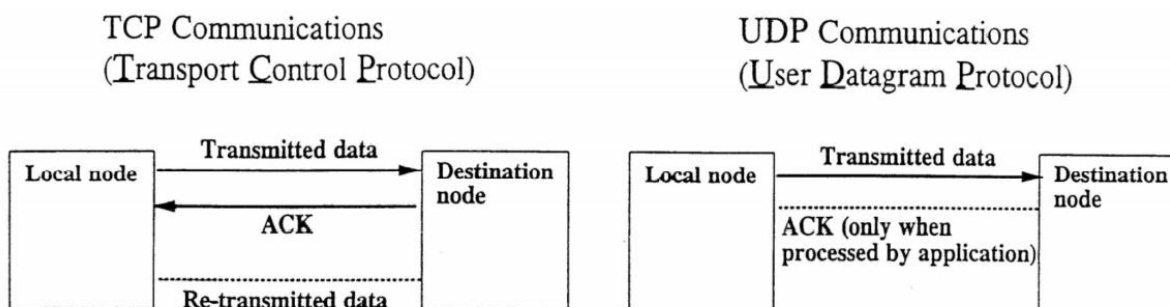 TCP Communications
(Transport Control Protocol)
Local node
Transmitted data
Destination
node
ACK
Re-transmitted data
UDP Communications
(User Datagram Protocol)
Local node
Transmitted data
Destination
node
ACK (only when
processed by application)